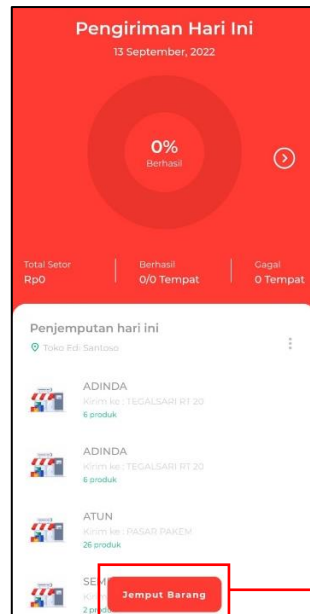 Pengiriman Hari Ini
13 September, 2022
0%
Berhasil
Total Setor
Rp0
Berhasil
0/0 Tempat
Gagal
0 Tempat
Penjemputan hari ini
Toko Edi Santoso
ADINDA
Kirim ke : TEGALSARI RT 20
6 produk
ADINDA
Kirim ke : TEGALSARI RT 20
6 produk
ATUN
Kirim ke : PASAR PAKEM
26 produk
Jemput Barang